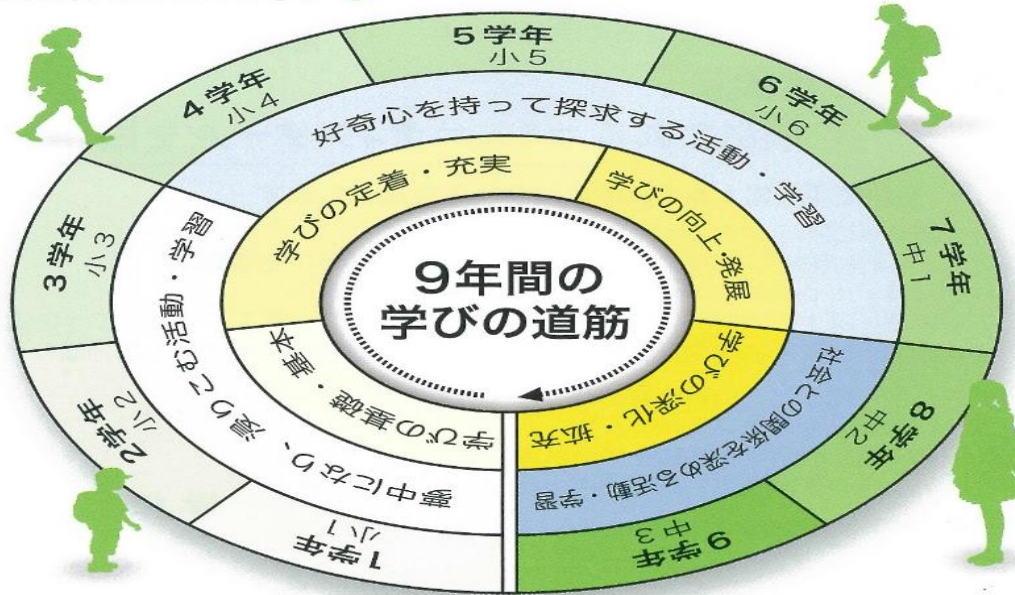 9年間の
学びの道筋
1学年
小1
2学年
小2
3学年
小3
4学年
小4
5学年
小5
6学年
小6
7学年
中1
8学年
中2
9学年
中3
夢中になり、浸りこむ活動・学習
好奇心を持って探求する活動・学習
社会との関係を深める活動・学習
学びの基礎・基本
学びの定着・充実
学びの向上・発展
学びの深化・拡充